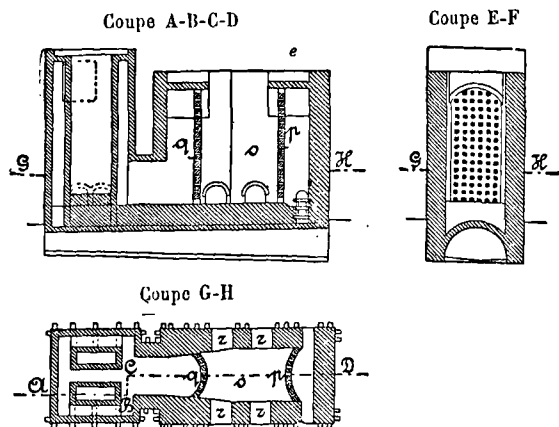 Coupe A-B-C-D
Coupe E-F
e
G q s p H
G H
Coupe G-H
z z
A C B q s p D
z z